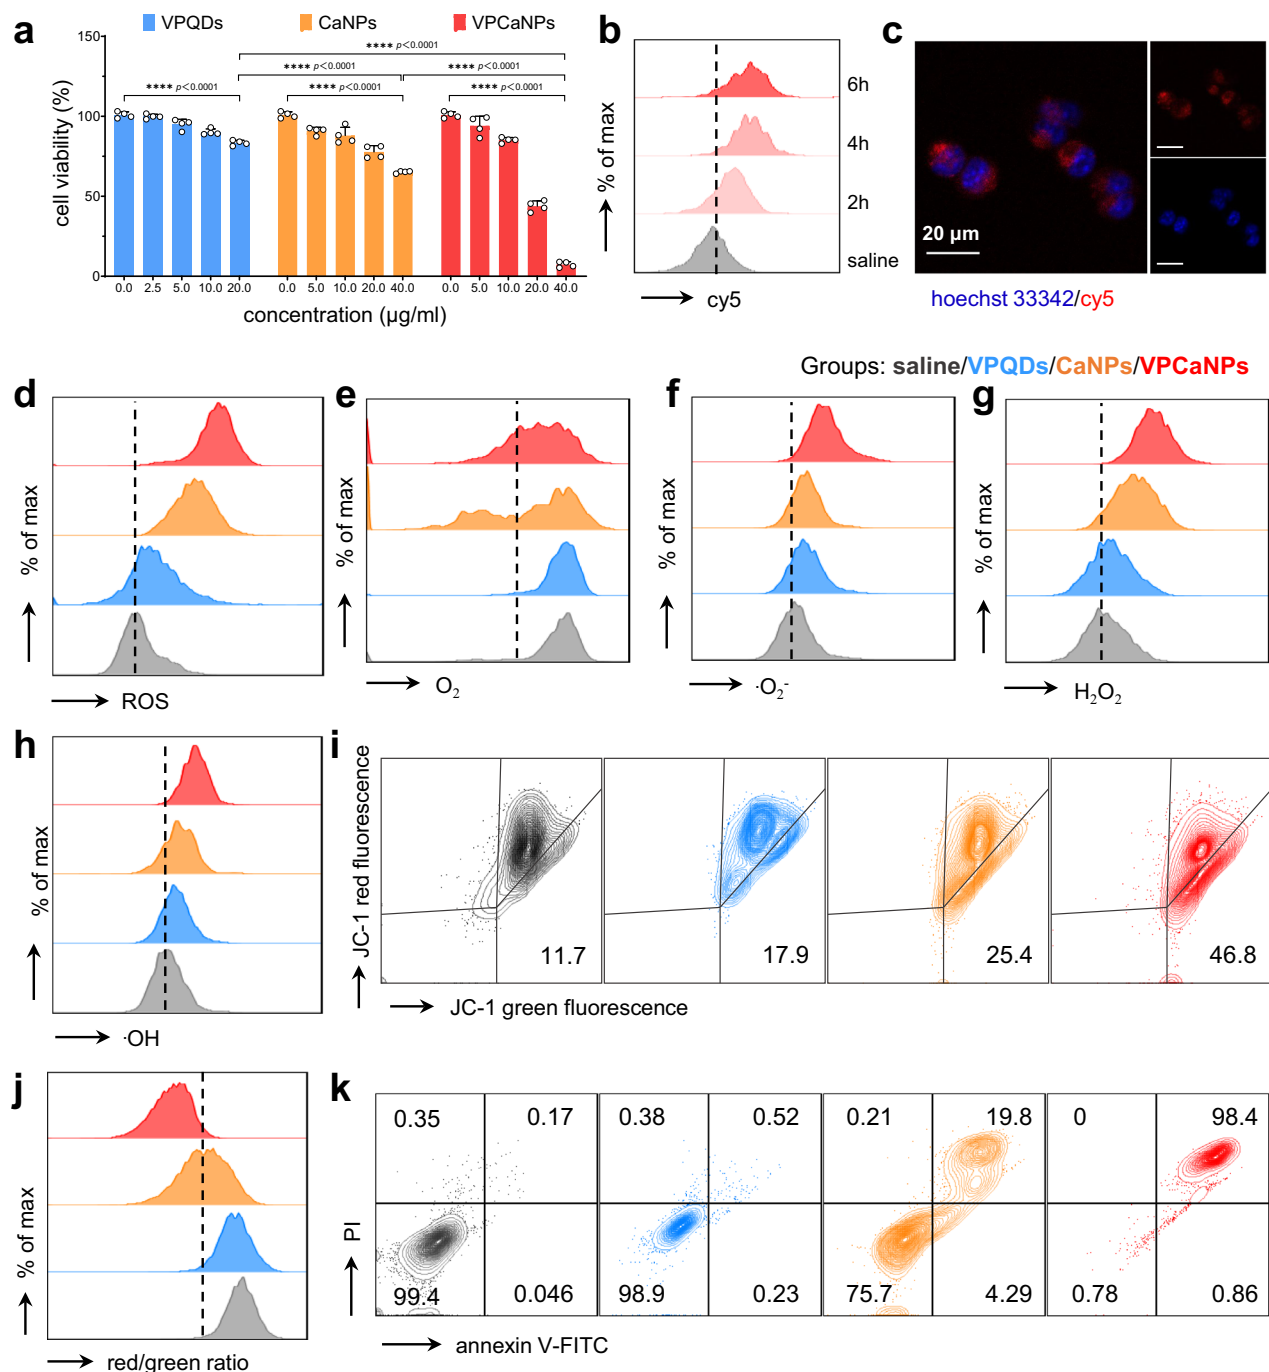 a
VPQDs
CaNPs
VPCaNPs
**** p<0.0001
**** p<0.0001
**** p<0.0001
**** p<0.0001
**** p<0.0001
**** p<0.0001
cell viability (%)
150
100
50
0
0.0 2.5 5.0 10.0 20.0 0.0 5.0 10.0 20.0 40.0 0.0 5.0 10.0 20.0 40.0
concentration (µg/ml)
b
% of max
6h
4h
2h
saline
cy5
c
20 µm
hoechst 33342/cy5
Groups: saline/VPQDs/CaNPs/VPCaNPs
d
% of max
ROS
e
% of max
O₂
f
% of max
·O₂⁻
g
% of max
H₂O₂
h
% of max
·OH
i
JC-1 red fluorescence
11.7
17.9
25.4
46.8
JC-1 green fluorescence
j
% of max
red/green ratio
k
PI
0.35 0.17 0.38 0.52 0.21 19.8 0 98.4
99.4 0.046 98.9 0.23 75.7 4.29 0.78 0.86
annexin V-FITC